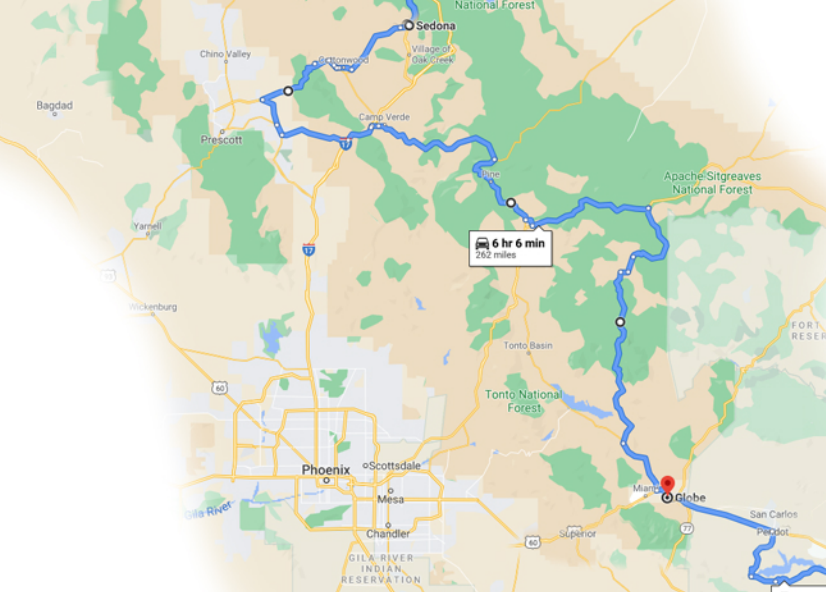 National Forest
Sedona
Chino Valley
Village of
Oak Creek
Cottonwood
Bagdad
Camp Verde
Prescott
17
Pine
Apache Sitgreaves
National Forest
Yarnell
6 hr 6 min
262 miles
17
Wickenburg
FORT
RESER
Tonto Basin
60
Tonto National
Forest
Phoenix
Scottsdale
Miami
Globe
Mesa
Gila River
San Carlos
Peridot
Chandler
60
Superior
77
GILA RIVER
INDIAN
RESERVATION